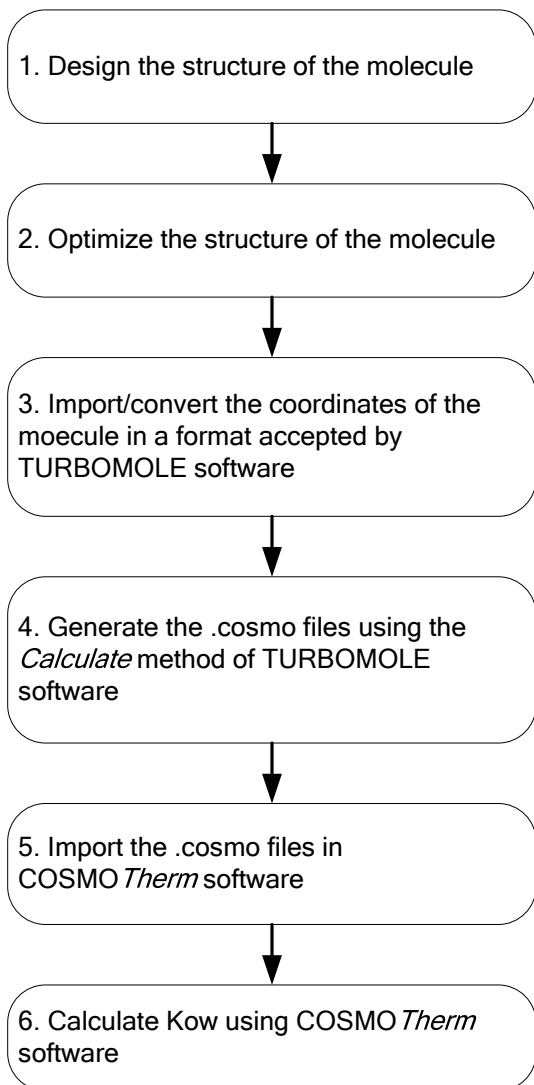 1. Design the structure of the molecule
2. Optimize the structure of the molecule
3. Import/convert the coordinates of the
moecule in a format accepted by
TURBOMOLE software
4. Generate the .cosmo files using the
Calculate method of TURBOMOLE
software
5. Import the .cosmo files in
COSMOTherm software
6. Calculate Kow using COSMOTherm
software